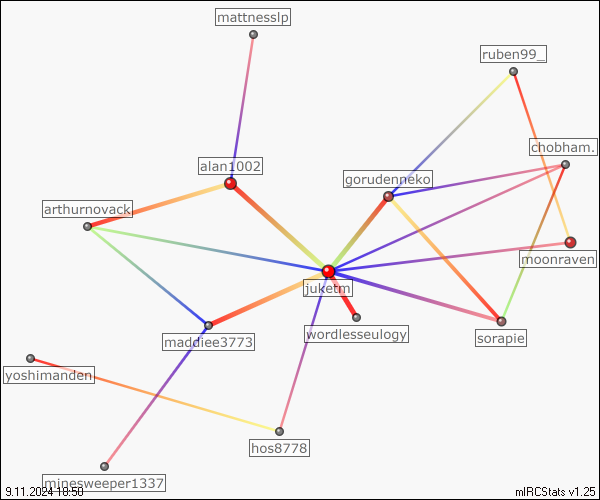 mattnesslp
ruben99_
chobham.
alan1002
gorudenneko
arthurnovack
moonraven
juketm
wordlesseulogy
maddiee3773
sorapie
yoshimanden
hos8778
minesweeper1337
9.11.2024 18:50
mIRCStats v1.25